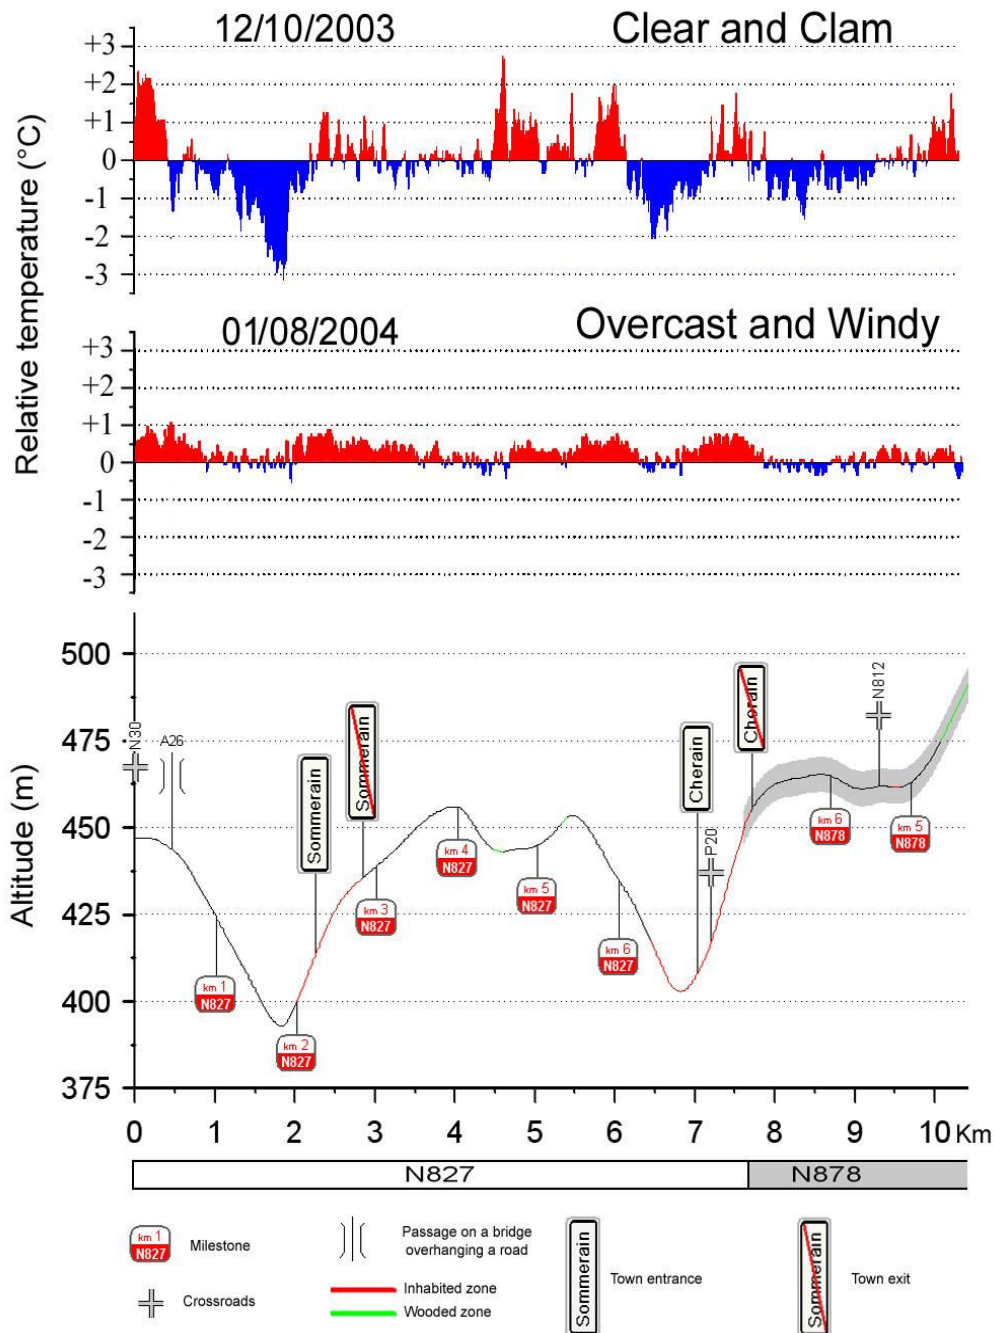 12/10/2003 Clear and Clam
Relative temperature (°C)
+3
+2
+1
0
-1
-2
-3
01/08/2004 Overcast and Windy
+3
+2
+1
0
-1
-2
-3
Altitude (m)
500
475
450
425
400
375
N30
A26
Sommerain
Sommerain
Cherain
P20
Cherain
N812
km 1
N827
km 2
N827
km 3
N827
km 4
N827
km 5
N827
km 6
N827
km 6
N878
km 5
N878
0 1 2 3 4 5 6 7 8 9 10 Km
N827 N878
km 1
N827
Milestone
Passage on a bridge
overhanging a road
Sommerain
Town entrance
Sommerain
Town exit
Crossroads
Inhabited zone
Wooded zone